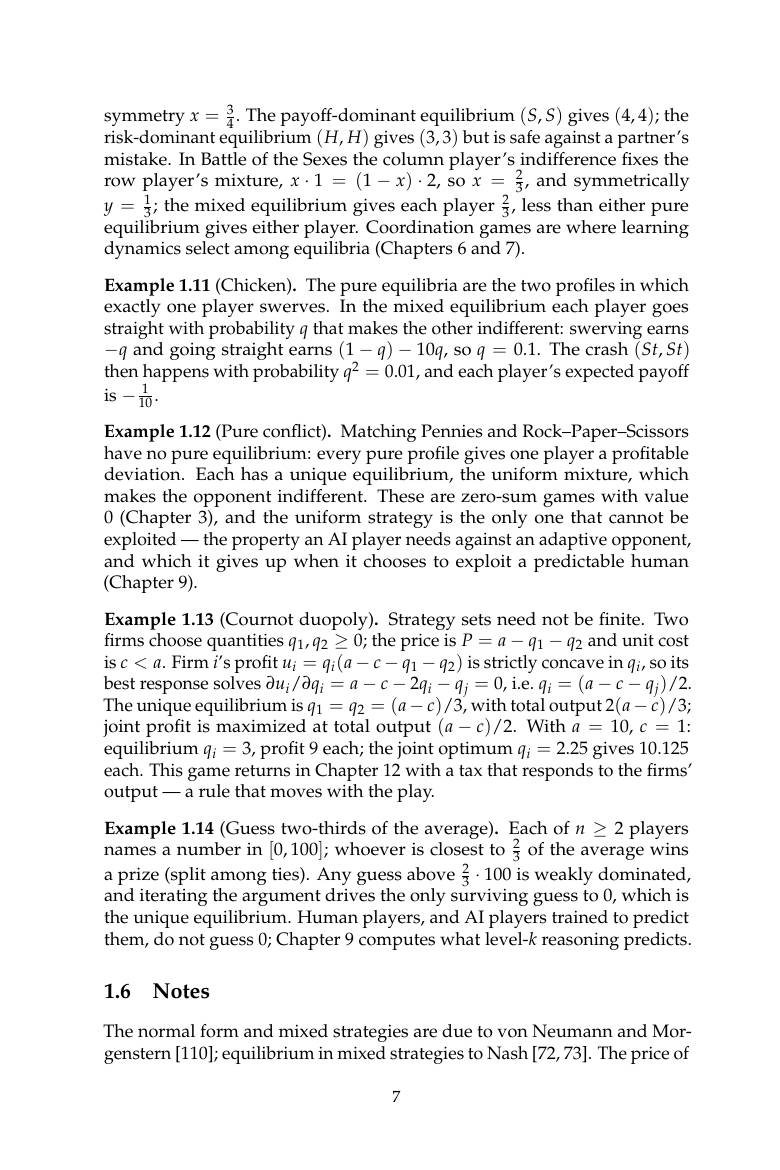 symmetry x = 3/4. The payoff-dominant equilibrium (S, S) gives (4, 4); the
risk-dominant equilibrium (H, H) gives (3, 3) but is safe against a partner's
mistake. In Battle of the Sexes the column player's indifference fixes the
row player's mixture, x · 1 = (1 − x) · 2, so x = 2/3, and symmetrically
y = 1/3; the mixed equilibrium gives each player 2/3, less than either pure
equilibrium gives either player. Coordination games are where learning
dynamics select among equilibria (Chapters 6 and 7).
Example 1.11 (Chicken). The pure equilibria are the two profiles in which
exactly one player swerves. In the mixed equilibrium each player goes
straight with probability q that makes the other indifferent: swerving earns
−q and going straight earns (1 − q) − 10q, so q = 0.1. The crash (St, St)
then happens with probability q² = 0.01, and each player's expected payoff
is −1/10.
Example 1.12 (Pure conflict). Matching Pennies and Rock–Paper–Scissors
have no pure equilibrium: every pure profile gives one player a profitable
deviation. Each has a unique equilibrium, the uniform mixture, which
makes the opponent indifferent. These are zero-sum games with value
0 (Chapter 3), and the uniform strategy is the only one that cannot be
exploited — the property an AI player needs against an adaptive opponent,
and which it gives up when it chooses to exploit a predictable human
(Chapter 9).
Example 1.13 (Cournot duopoly). Strategy sets need not be finite. Two
firms choose quantities q₁, q₂ ≥ 0; the price is P = a − q₁ − q₂ and unit cost
is c < a. Firm i's profit uᵢ = qᵢ(a − c − q₁ − q₂) is strictly concave in qᵢ, so its
best response solves ∂uᵢ/∂qᵢ = a − c − 2qᵢ − qⱼ = 0, i.e. qᵢ = (a − c − qⱼ)/2.
The unique equilibrium is q₁ = q₂ = (a − c)/3, with total output 2(a − c)/3;
joint profit is maximized at total output (a − c)/2. With a = 10, c = 1:
equilibrium qᵢ = 3, profit 9 each; the joint optimum qᵢ = 2.25 gives 10.125
each. This game returns in Chapter 12 with a tax that responds to the firms'
output — a rule that moves with the play.
Example 1.14 (Guess two-thirds of the average). Each of n ≥ 2 players
names a number in [0, 100]; whoever is closest to 2/3 of the average wins
a prize (split among ties). Any guess above 2/3 · 100 is weakly dominated,
and iterating the argument drives the only surviving guess to 0, which is
the unique equilibrium. Human players, and AI players trained to predict
them, do not guess 0; Chapter 9 computes what level-k reasoning predicts.
1.6 Notes
The normal form and mixed strategies are due to von Neumann and Mor-
genstern [110]; equilibrium in mixed strategies to Nash [72, 73]. The price of
7